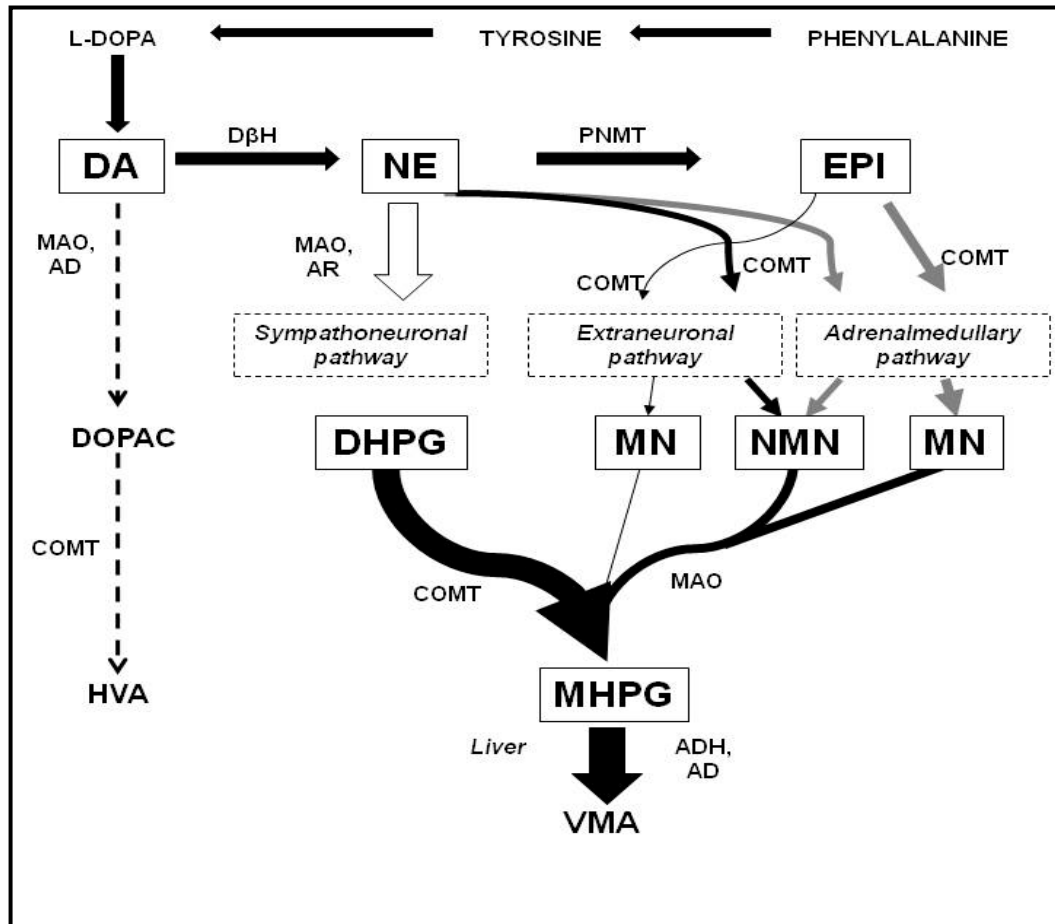 L-DOPA
TYROSINE
PHENYLALANINE
DβH
PNMT
DA
NE
EPI
MAO,
AD
MAO,
AR
COMT
COMT
COMT
Sympathoneuronal
pathway
Extraneuronal
pathway
Adrenalmedullary
pathway
DOPAC
DHPG
MN
NMN
MN
COMT
COMT
MAO
HVA
MHPG
Liver
ADH,
AD
VMA